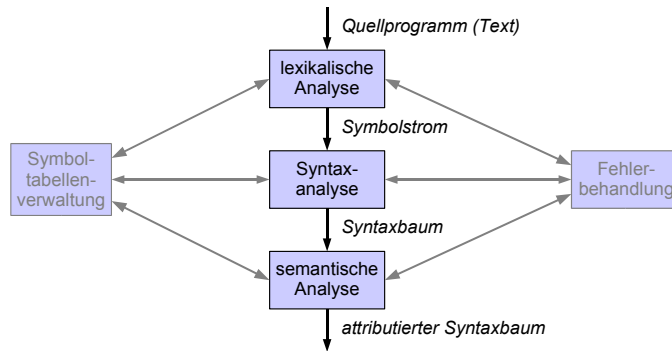 Quellprogramm (Text)
lexikalische
Analyse
Symbolstrom
Symbol-
tabellen-
verwaltung
Syntax-
analyse
Fehler-
behandlung
Syntaxbaum
semantische
Analyse
attributierter Syntaxbaum